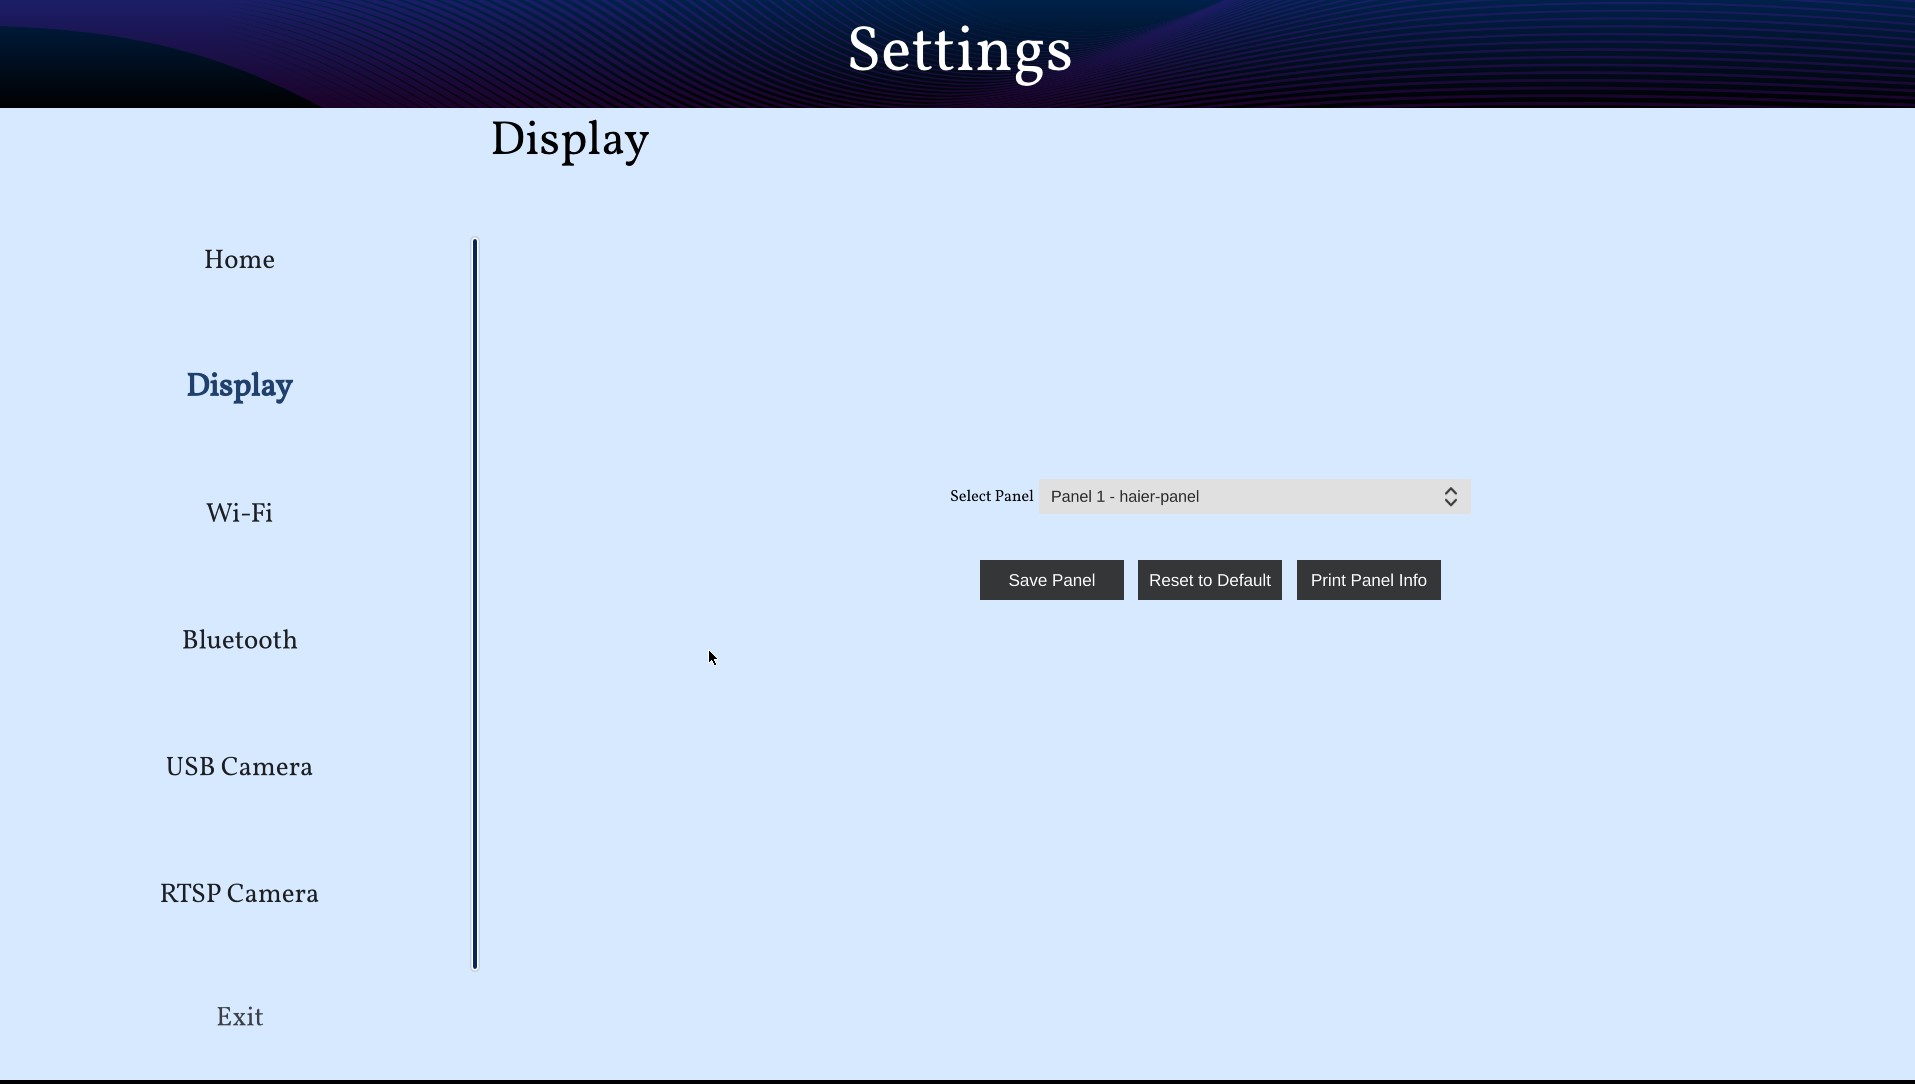 Settings
Display
Home
Display
Wi-Fi
Select Panel Panel 1 - haier-panel
Save Panel Reset to Default Print Panel Info
Bluetooth
USB Camera
RTSP Camera
Exit